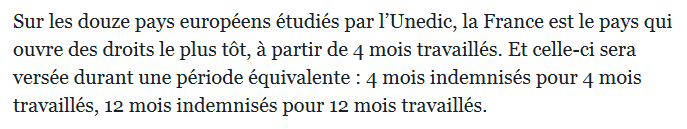 Sur les douze pays européens étudiés par l’Unedic, la France est le pays qui
ouvre des droits le plus tôt, à partir de 4 mois travaillés. Et celle-ci sera
versée durant une période équivalente : 4 mois indemnisés pour 4 mois
travaillés, 12 mois indemnisés pour 12 mois travaillés.